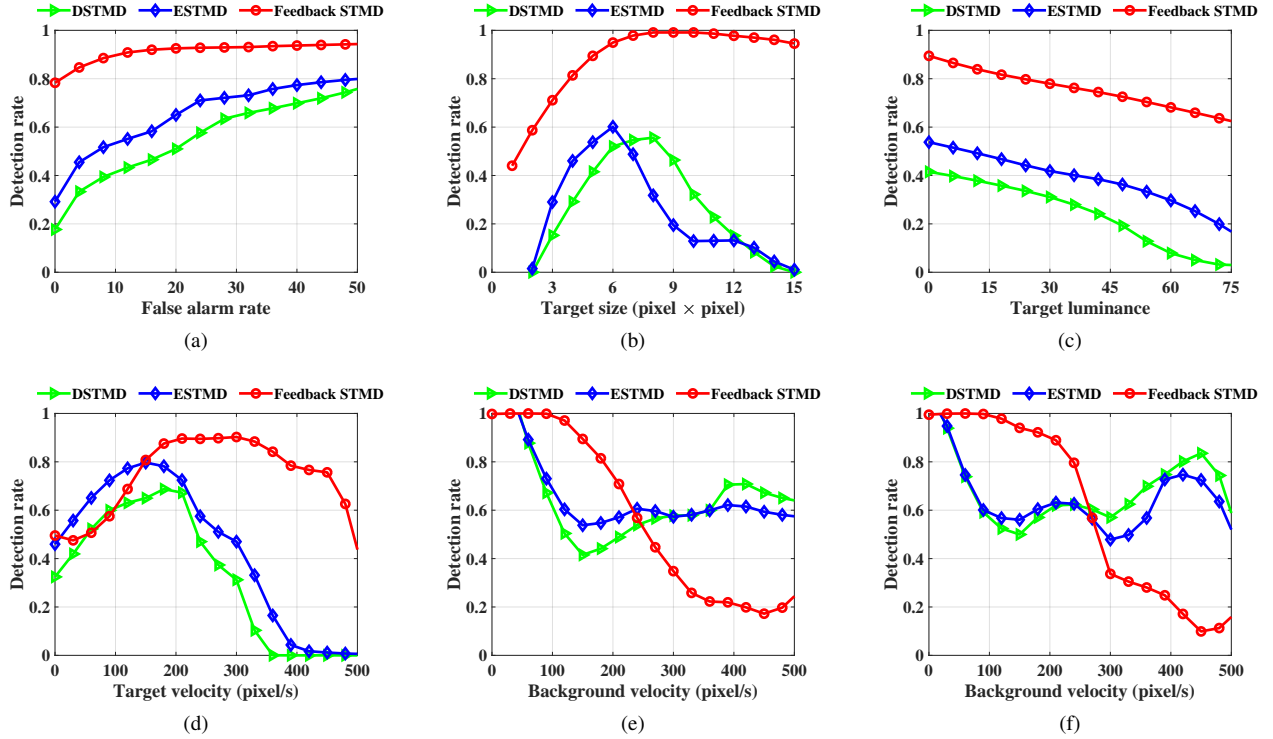 DSTMD ESTMD Feedback STMD
DSTMD ESTMD Feedback STMD
DSTMD ESTMD Feedback STMD
1
0.8
0.6
0.4
0.2
0
Detection rate
0 10 20 30 40 50
False alarm rate
(a)
1
0.8
0.6
0.4
0.2
0
Detection rate
3 6 9 12 15
Target size (pixel × pixel)
(b)
1
0.8
0.6
0.4
0.2
0
Detection rate
0 15 30 45 60 75
Target luminance
(c)
DSTMD ESTMD Feedback STMD
DSTMD ESTMD Feedback STMD
DSTMD ESTMD Feedback STMD
1
0.8
0.6
0.4
0.2
0
Detection rate
0 100 200 300 400 500
Target velocity (pixel/s)
(d)
1
0.8
0.6
0.4
0.2
0
Detection rate
0 100 200 300 400 500
Background velocity (pixel/s)
(e)
1
0.8
0.6
0.4
0.2
0
Detection rate
0 100 200 300 400 500
Background velocity (pixel/s)
(f)